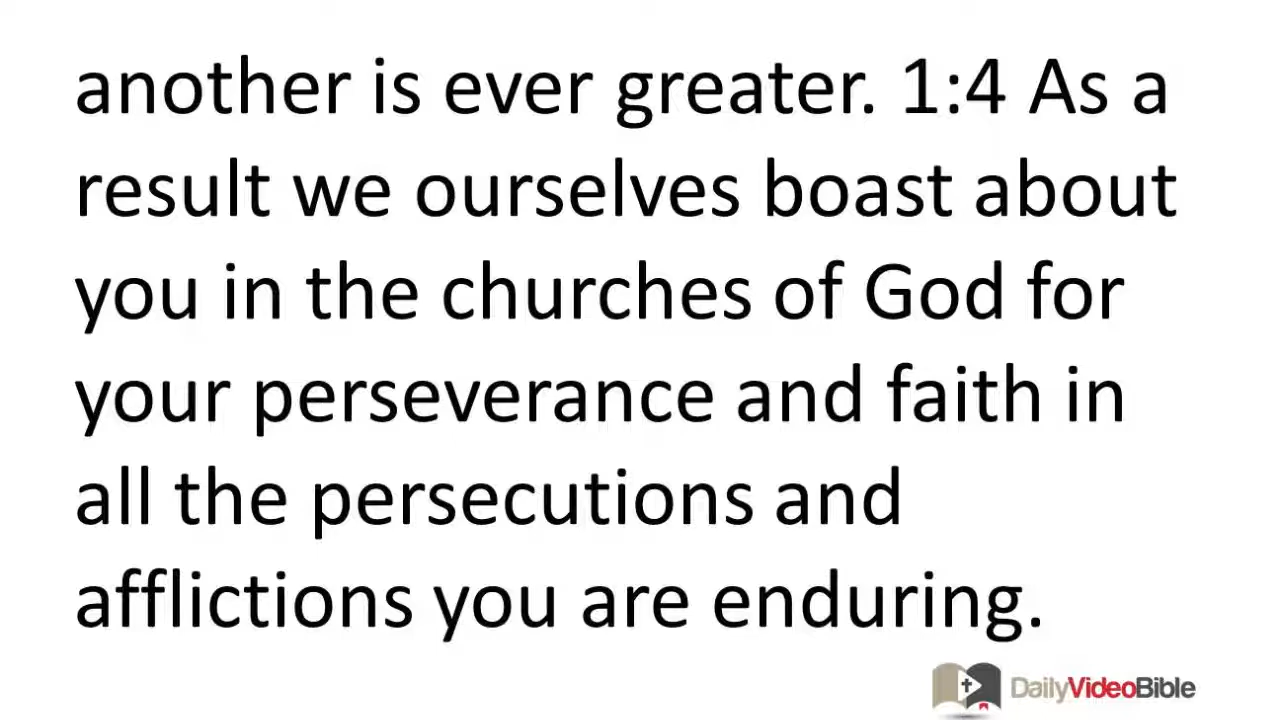 another is ever greater. 1:4 As a
result we ourselves boast about
you in the churches of God for
your perseverance and faith in
all the persecutions and
afflictions you are enduring.
DailyVideoBible